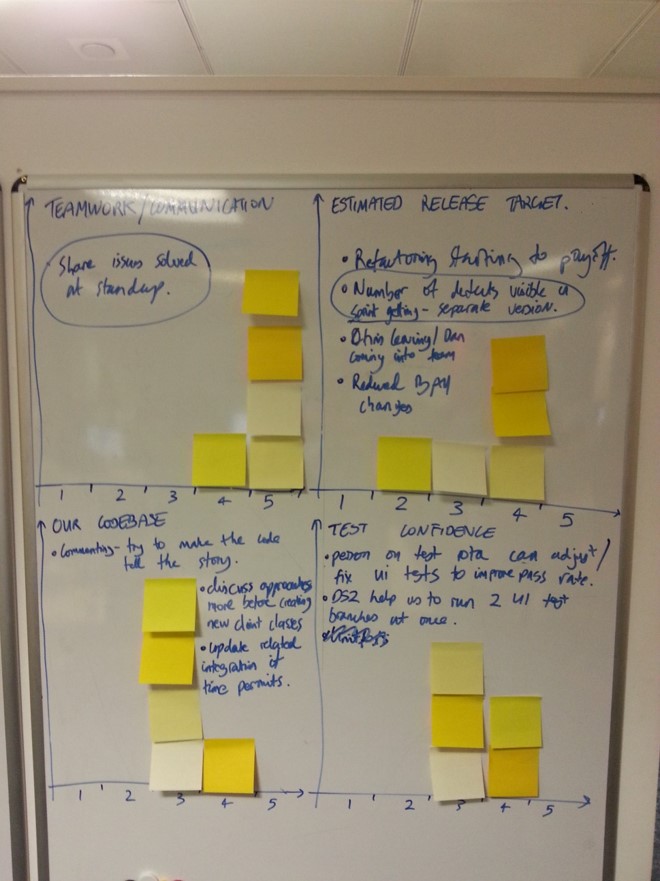 TEAMWORK/COMMUNICATION
Share issues solved
at standup.
1 2 3 4 5
ESTIMATED RELEASE TARGET.
• Refactoring starting to payoff.
• Number of defects visible in
sprint getting - separate version.
leaving/Dan
coming into team
• Reduced
changes
1 2 3 4 5
OUR CODEBASE
• Commenting - try to make the code
tell the story.
• discuss approaches
more before creating
new client classes
• update related
integration if
time permits.
1 2 3 4 5
TEST CONFIDENCE
• person on test rota can adjust/
fix UI tests to improve pass rate.
• DS2 help us to run 2 UI test
branches at once.
1 2 3 4 5